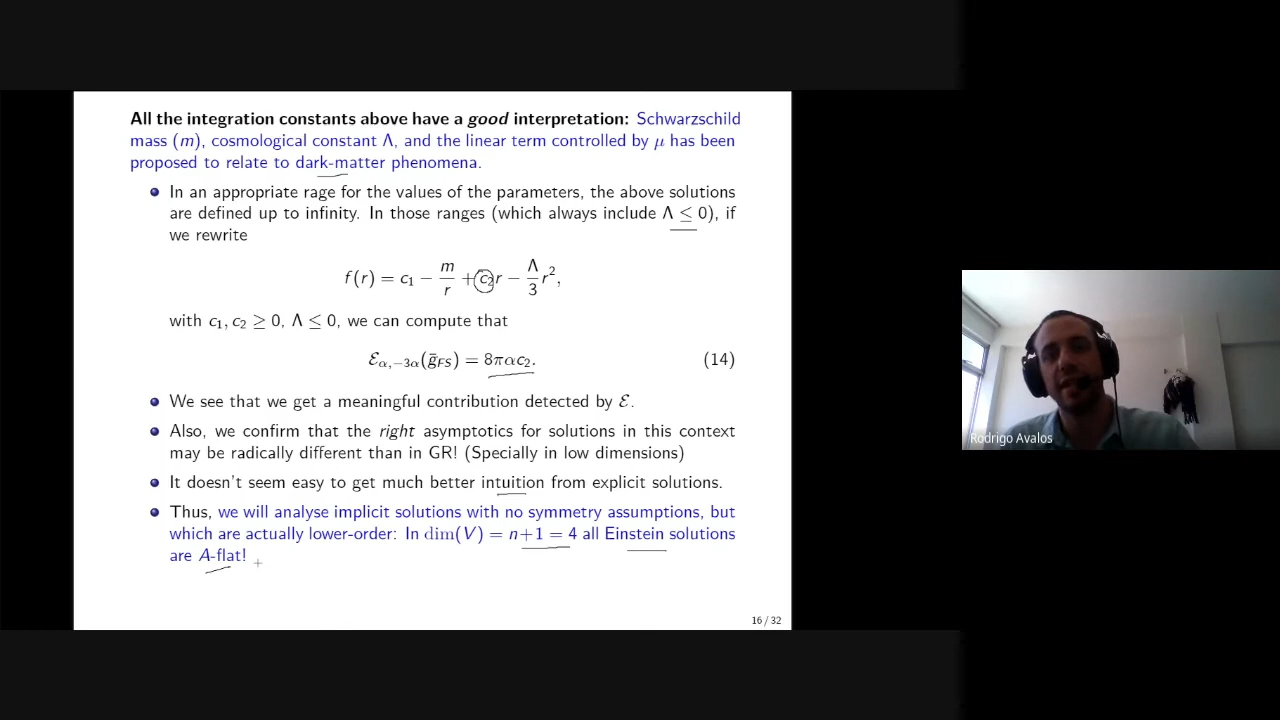 All the integration constants above have a good interpretation: Schwarzschild
mass (m), cosmological constant Λ, and the linear term controlled by μ has been
proposed to relate to dark-matter phenomena.
In an appropriate rage for the values of the parameters, the above solutions
are defined up to infinity. In those ranges (which always include Λ ≤ 0), if
we rewrite
f(r) = c₁ − m/r + c₂r − Λ/3 r²,
with c₁, c₂ ≥ 0, Λ ≤ 0, we can compute that
ℰ_{α,−3α}(ḡ_{FS}) = 8παc₂. (14)
We see that we get a meaningful contribution detected by ℰ.
Also, we confirm that the right asymptotics for solutions in this context
may be radically different than in GR! (Specially in low dimensions)
It doesn't seem easy to get much better intuition from explicit solutions.
Thus, we will analyse implicit solutions with no symmetry assumptions, but
which are actually lower-order: In dim(V) = n+1 = 4 all Einstein solutions
are A-flat!
16 / 32
Rodrigo Avalos